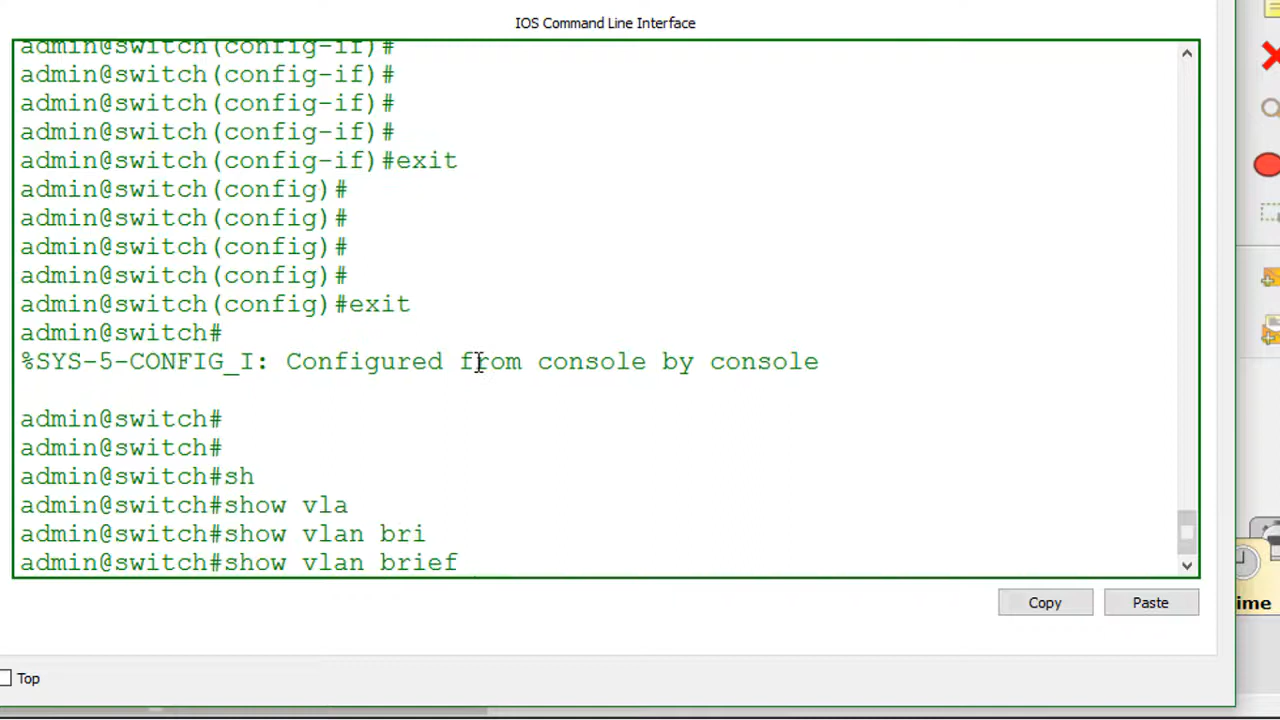 IOS Command Line Interface
admin@switch(config-if)#
admin@switch(config-if)#
admin@switch(config-if)#
admin@switch(config-if)#
admin@switch(config-if)#exit
admin@switch(config)#
admin@switch(config)#
admin@switch(config)#
admin@switch(config)#
admin@switch(config)#exit
admin@switch#
%SYS-5-CONFIG_I: Configured from console by console
admin@switch#
admin@switch#
admin@switch#sh
admin@switch#show vla
admin@switch#show vlan bri
admin@switch#show vlan brief
Copy
Paste
ime
Top